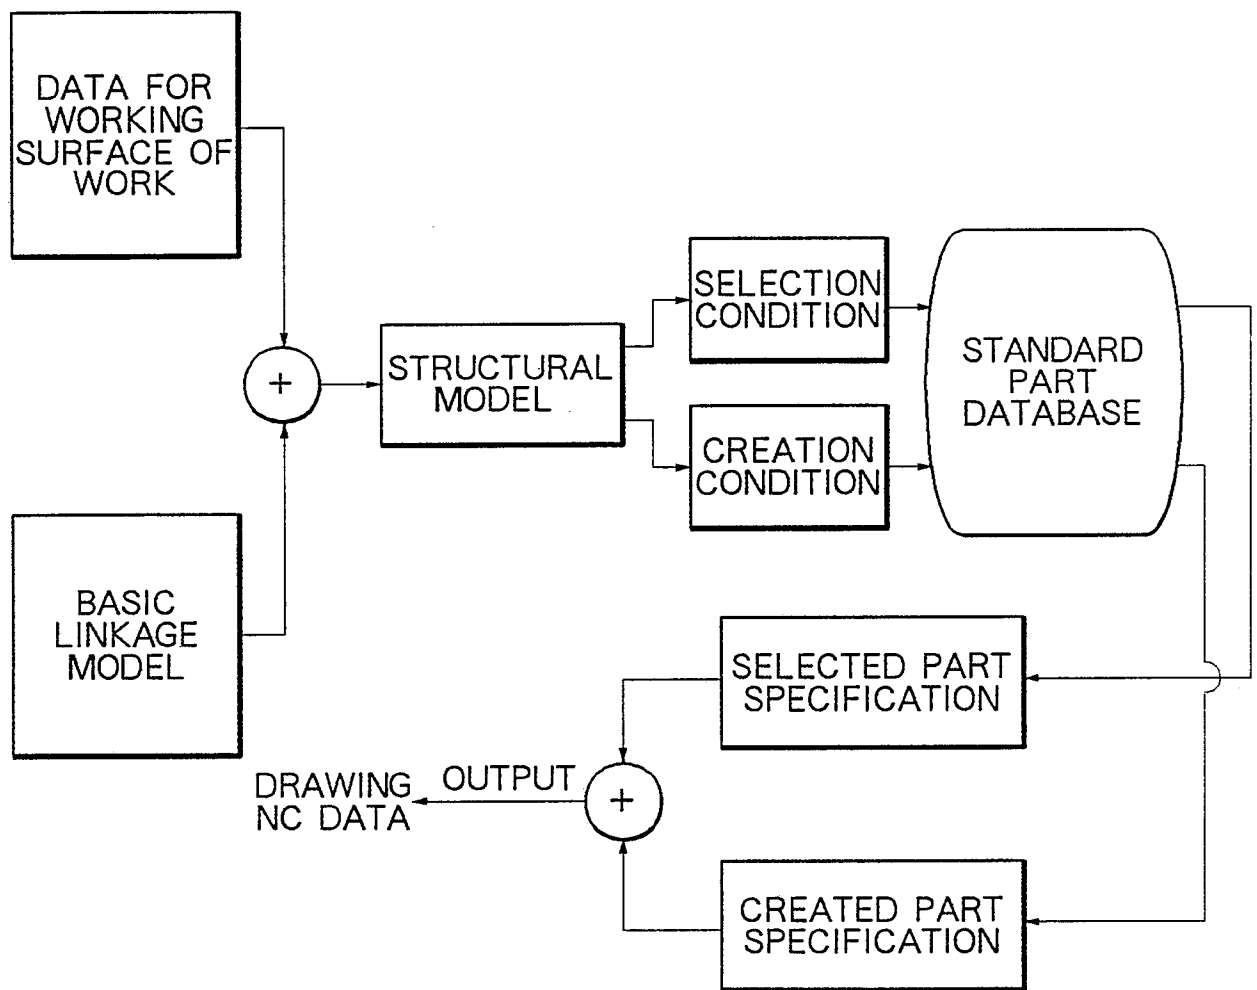 DATA FOR
WORKING
SURFACE OF
WORK
+
STRUCTURAL
MODEL
SELECTION
CONDITION
CREATION
CONDITION
STANDARD
PART
DATABASE
BASIC
LINKAGE
MODEL
SELECTED PART
SPECIFICATION
CREATED PART
SPECIFICATION
+
OUTPUT
DRAWING
NC DATA